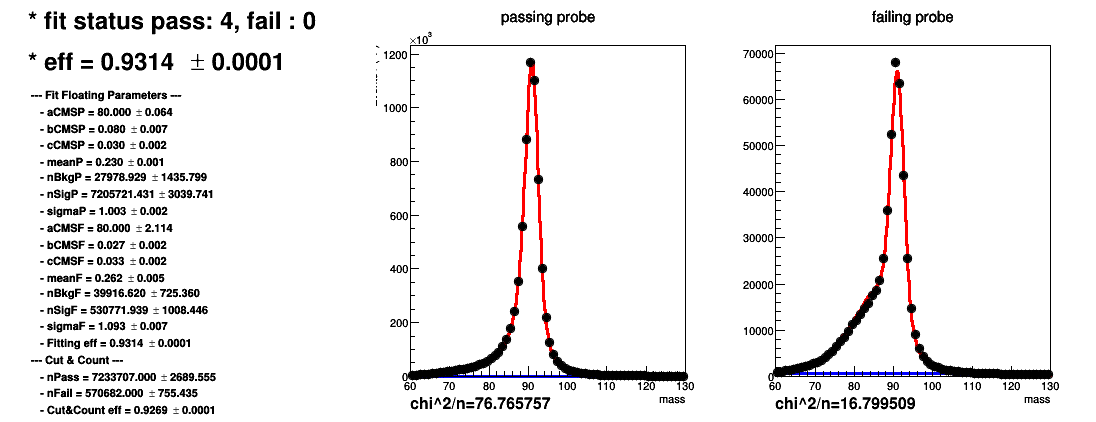 * fit status pass: 4, fail : 0
* eff = 0.9314 ± 0.0001
--- Fit Floating Parameters ---
- aCMSP = 80.000 ± 0.064
- bCMSP = 0.080 ± 0.007
- cCMSP = 0.030 ± 0.002
- meanP = 0.230 ± 0.001
- nBkgP = 27978.929 ± 1435.799
- nSigP = 7205721.431 ± 3039.741
- sigmaP = 1.003 ± 0.002
- aCMSF = 80.000 ± 2.114
- bCMSF = 0.027 ± 0.002
- cCMSF = 0.033 ± 0.002
- meanF = 0.262 ± 0.005
- nBkgF = 39916.620 ± 725.360
- nSigF = 530771.939 ± 1008.446
- sigmaF = 1.093 ± 0.007
- Fitting eff = 0.9314 ± 0.0001
--- Cut & Count ---
- nPass = 7233707.000 ± 2689.555
- nFail = 570682.000 ± 755.435
- Cut&Count eff = 0.9269 ± 0.0001
passing probe
×10³
1200
1000
800
600
400
200
0
60 70 80 90 100 110 120 130
mass
chi^2/n=76.765757
failing probe
70000
60000
50000
40000
30000
20000
10000
0
60 70 80 90 100 110 120 130
mass
chi^2/n=16.799509